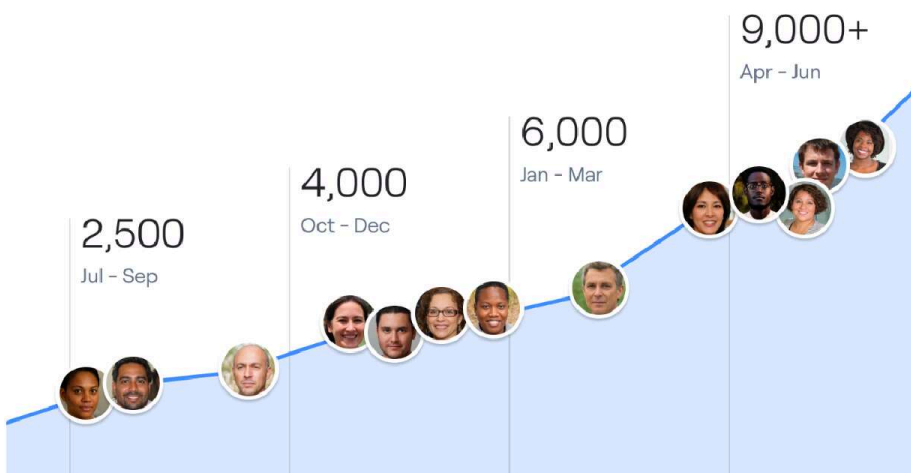 2,500
Jul – Sep
4,000
Oct – Dec
6,000
Jan – Mar
9,000+
Apr – Jun